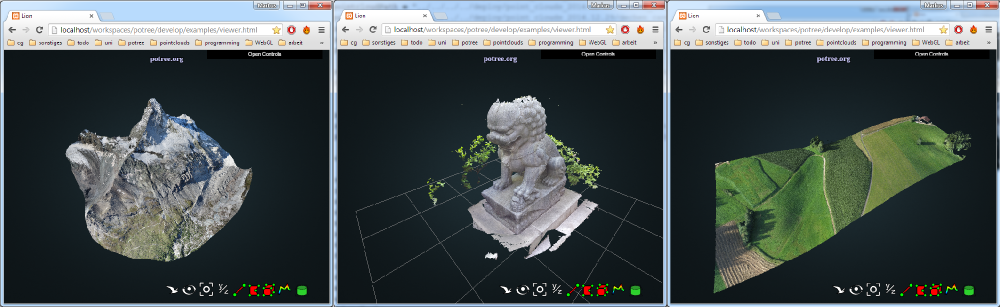 Markus
Lion
localhost/workspaces/potree/develop/examples/viewer.html
cg sonstiges todo uni potree pointclouds programming WebGL arbeit »
Open Controls
potree.org
Markus
Lion
localhost/workspaces/potree/develop/examples/viewer.html
cg sonstiges todo uni potree pointclouds programming WebGL arbeit »
Open Controls
potree.org
Markus
Lion
localhost/workspaces/potree/develop/examples/viewer.html
cg sonstiges todo uni potree pointclouds programming WebGL arbeit »
Open Controls
potree.org